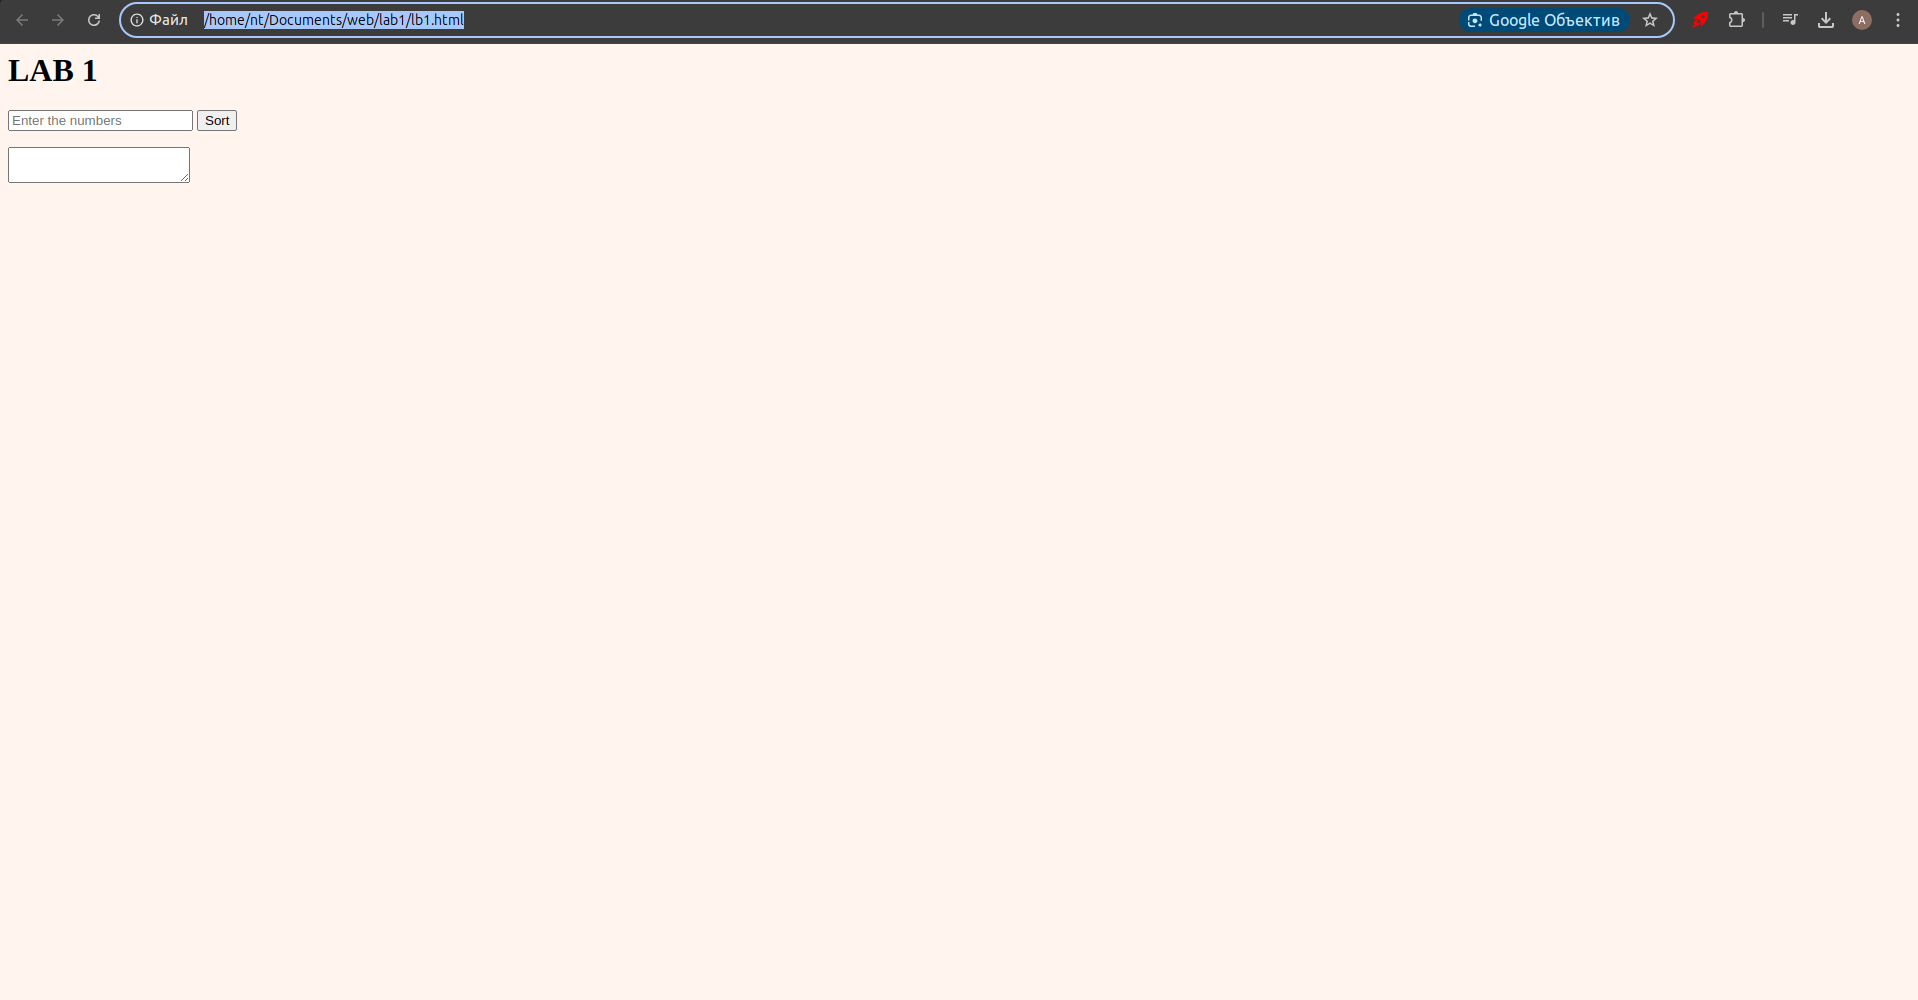 Файл /home/nt/Documents/web/lab1/lb1.html Google Объектив A
LAB 1
Enter the numbers Sort